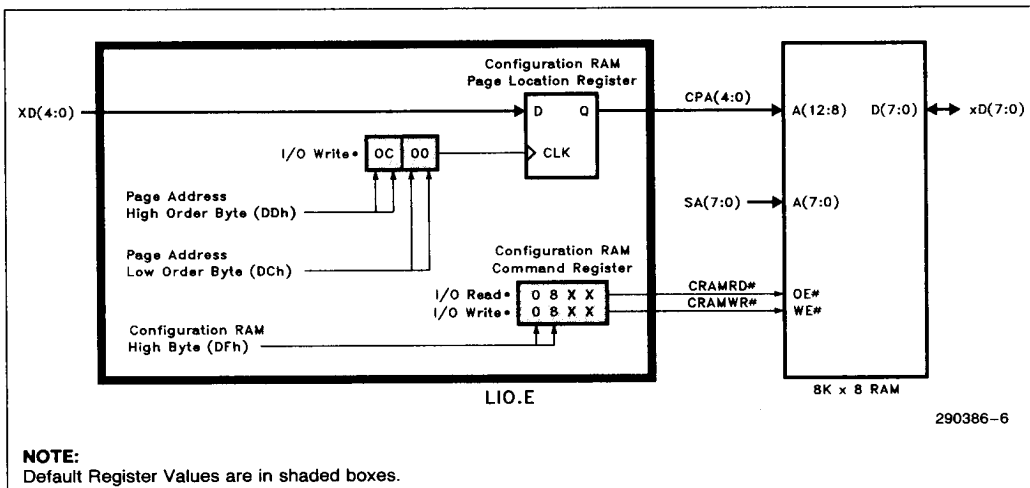 Configuration RAM
Page Location Register
XD(4:0)
D Q
CLK
CPA(4:0)
A(12:8) D(7:0)
xD(7:0)
I/O Write•
0C 00
Page Address
High Order Byte (DDh)
SA(7:0)
A(7:0)
Page Address
Low Order Byte (DCh)
Configuration RAM
Command Register
I/O Read•
0 8 X X
CRAMRD#
OE#
I/O Write•
0 8 X X
CRAMWR#
WE#
Configuration RAM
High Byte (DFh)
LIO.E
8K x 8 RAM
290386–6
NOTE:
Default Register Values are in shaded boxes.